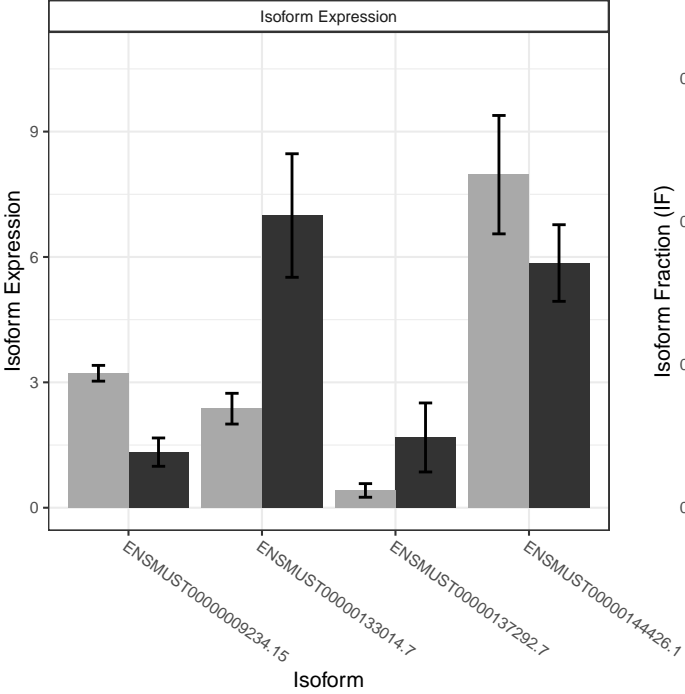 Isoform Expression
Isoform Expression
9
6
3
0
ENSMUST00000009234.15
ENSMUST00000133014.7
ENSMUST00000137292.7
ENSMUST00000144426.1
Isoform
Isoform Fraction (IF)